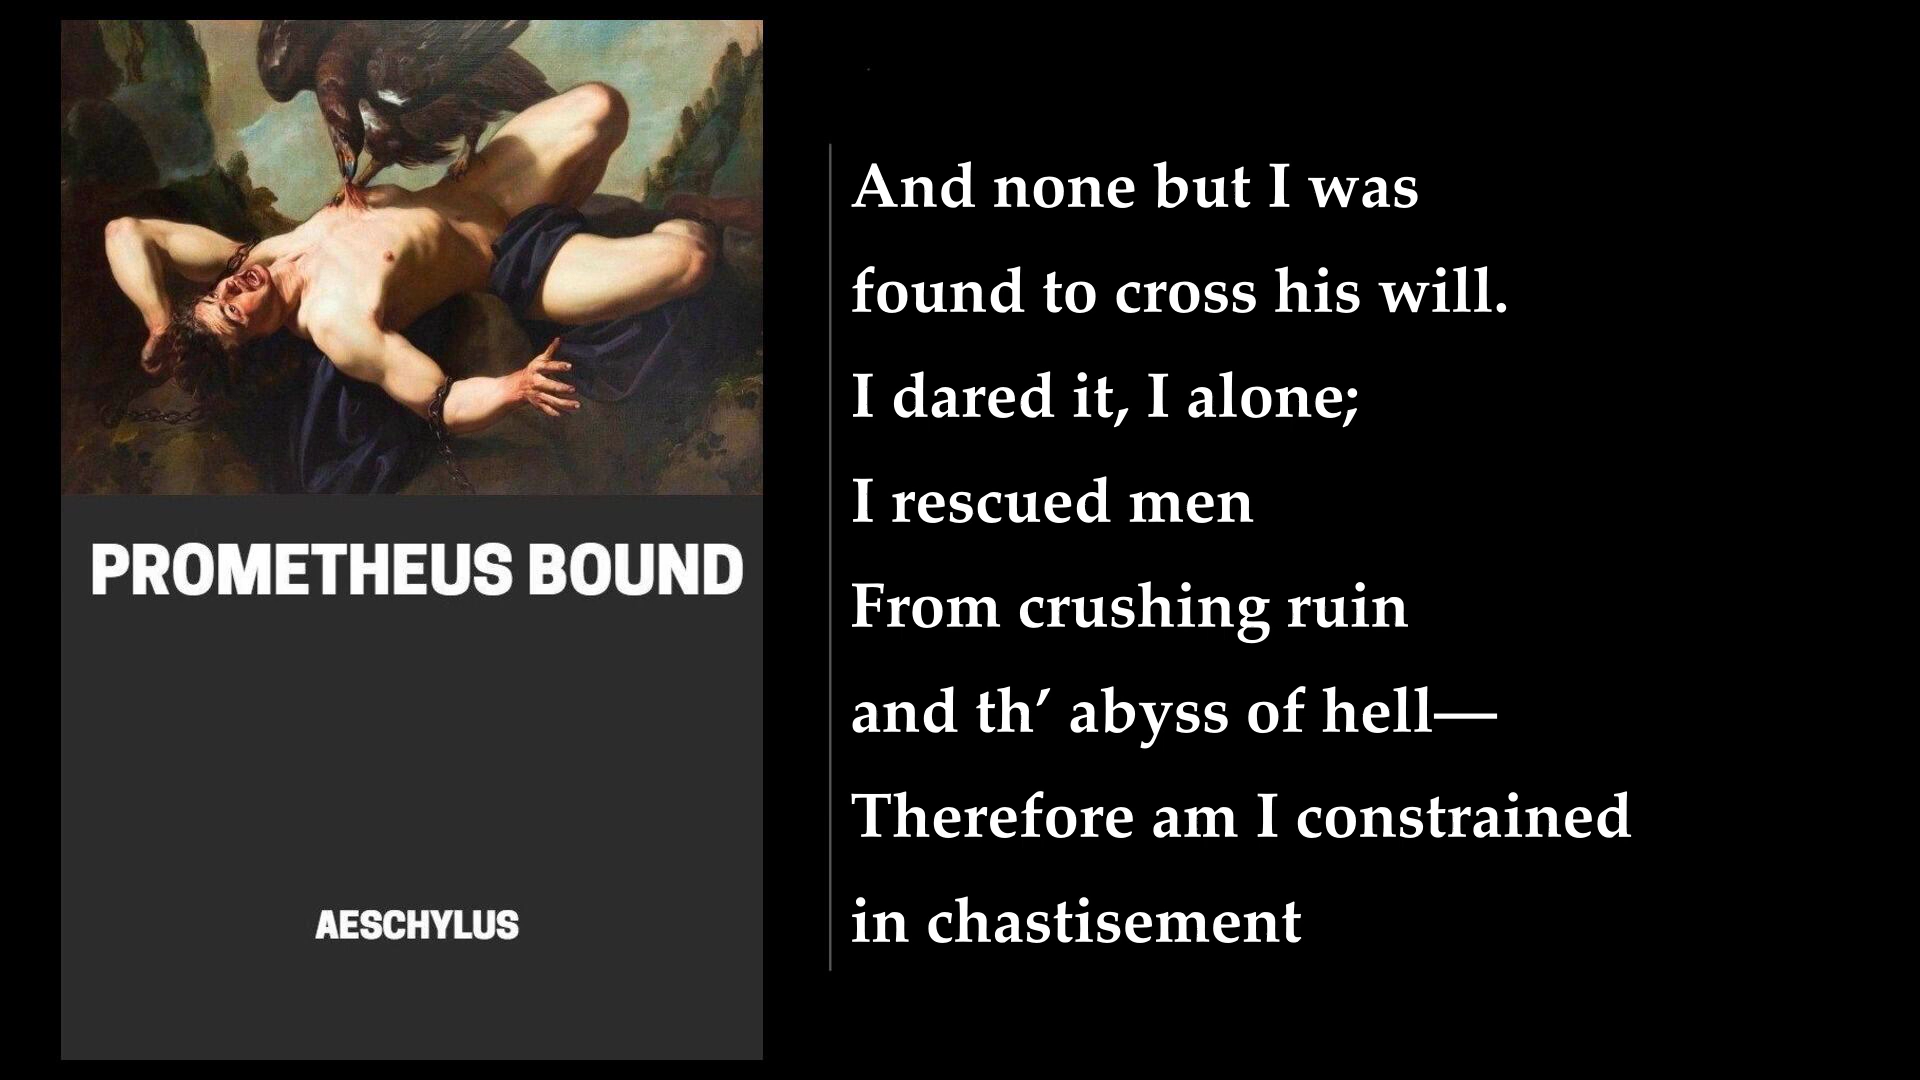 PROMETHEUS BOUND
AESCHYLUS
And none but I was
found to cross his will.
I dared it, I alone;
I rescued men
From crushing ruin
and th’ abyss of hell—
Therefore am I constrained
in chastisement